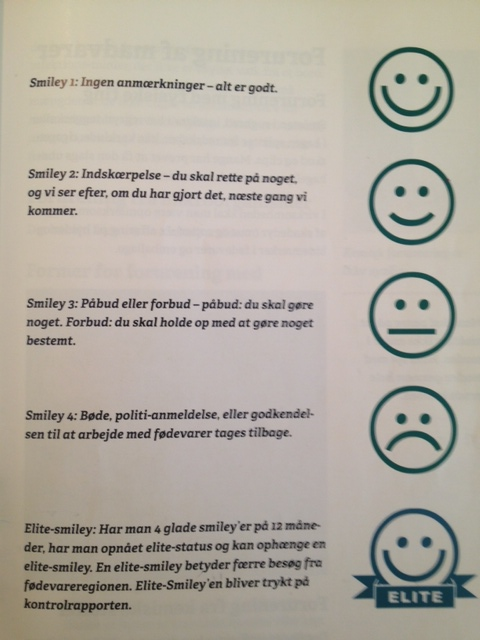 Smiley 1: Ingen anmærkninger – alt er godt.
Smiley 2: Indskærpelse – du skal rette på noget,
og vi ser efter, om du har gjort det, næste gang vi
kommer.
Smiley 3: Påbud eller forbud – påbud: du skal gøre
noget. Forbud: du skal holde op med at gøre noget
bestemt.
Smiley 4: Bøde, politi-anmeldelse, eller godkendel-
sen til at arbejde med fødevarer tages tilbage.
Elite-smiley: Har man 4 glade smiley'er på 12 måne-
der, har man opnået elite-status og kan ophænge en
elite-smiley. En elite-smiley betyder færre besøg fra
fødevareregionen. Elite-Smiley'en bliver trykt på
kontrolrapporten.
ELITE